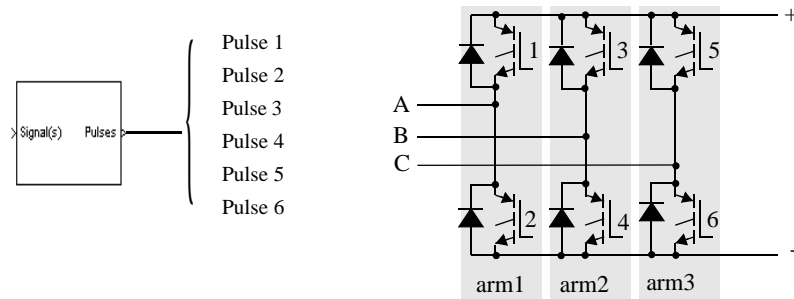 Signal(s) Pulses
Pulse 1
Pulse 2
Pulse 3
Pulse 4
Pulse 5
Pulse 6
+
1 3 5
A
B
C
2 4 6
-
arm1 arm2 arm3